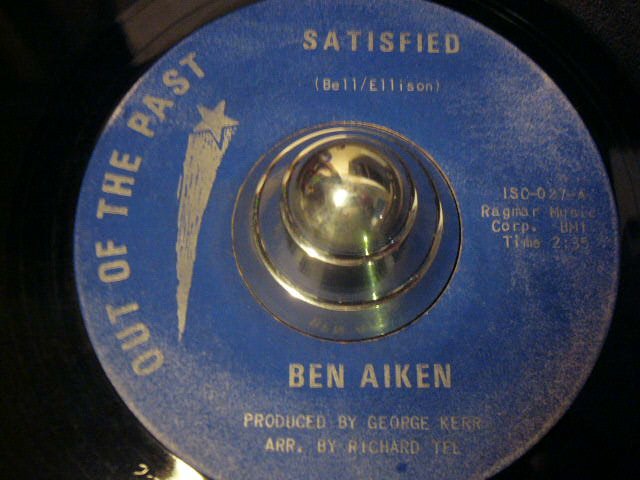 SATISFIED
(Bell/Ellison)
OUT OF THE PAST
ISC-027-A
Ragmar Music
Corp. BMI
Time 2:35
BEN AIKEN
PRODUCED BY GEORGE KERR
ARR. BY RICHARD TEL